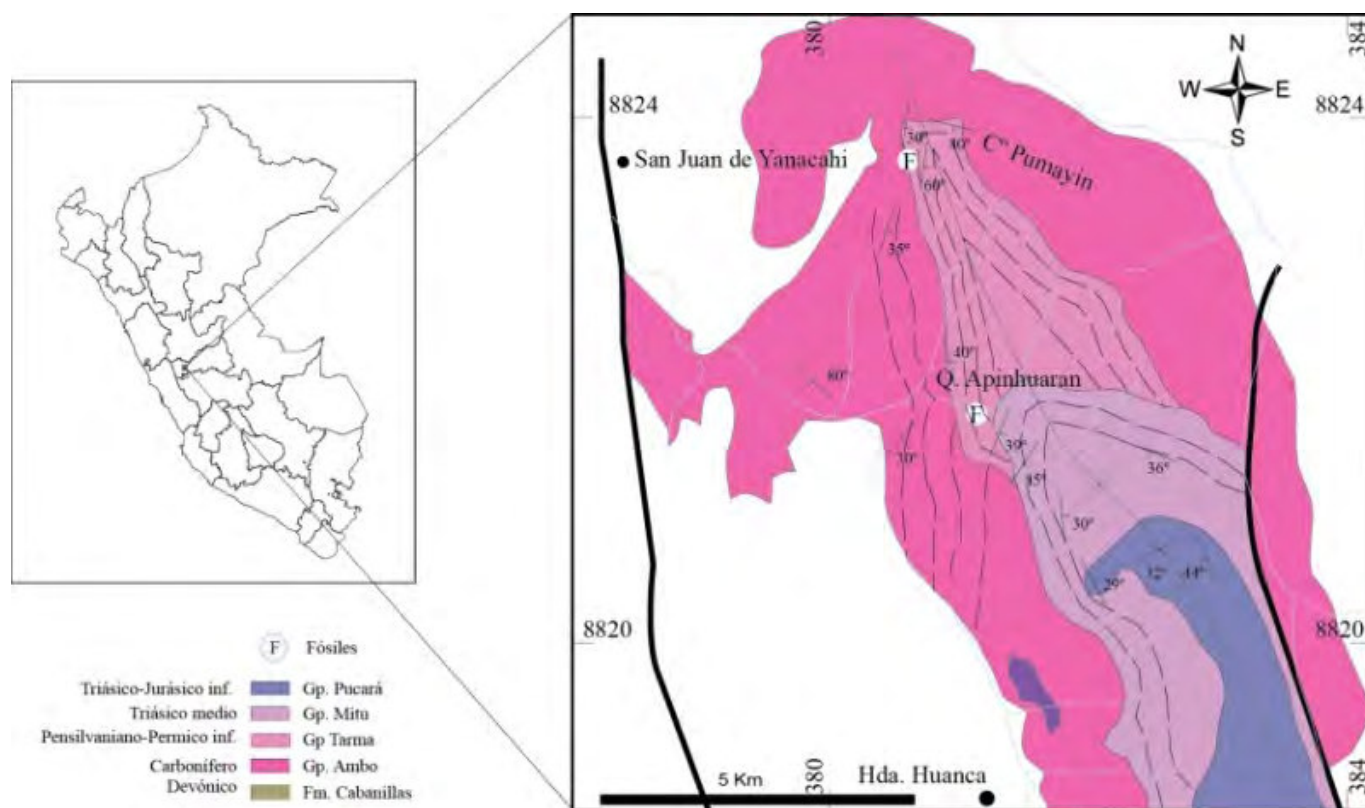 380
384
N
W E
S
8824
8824
San Juan de Yanacahi
F
30°
80°
Cº Pumayin
60°
35°
40°
80°
Q. Apinhuaran
F
39°
30°
85°
36°
30°
29°
44°
8820
8820
F Fósiles
Triásico-Jurásico inf. Gp. Pucará
Triásico medio Gp. Mitu
Pensilvaniano-Permico inf. Gp Tarma
Carbonífero Gp. Ambo
Devónico Fm. Cabanillas
5 Km
380
Hda. Huanca
384